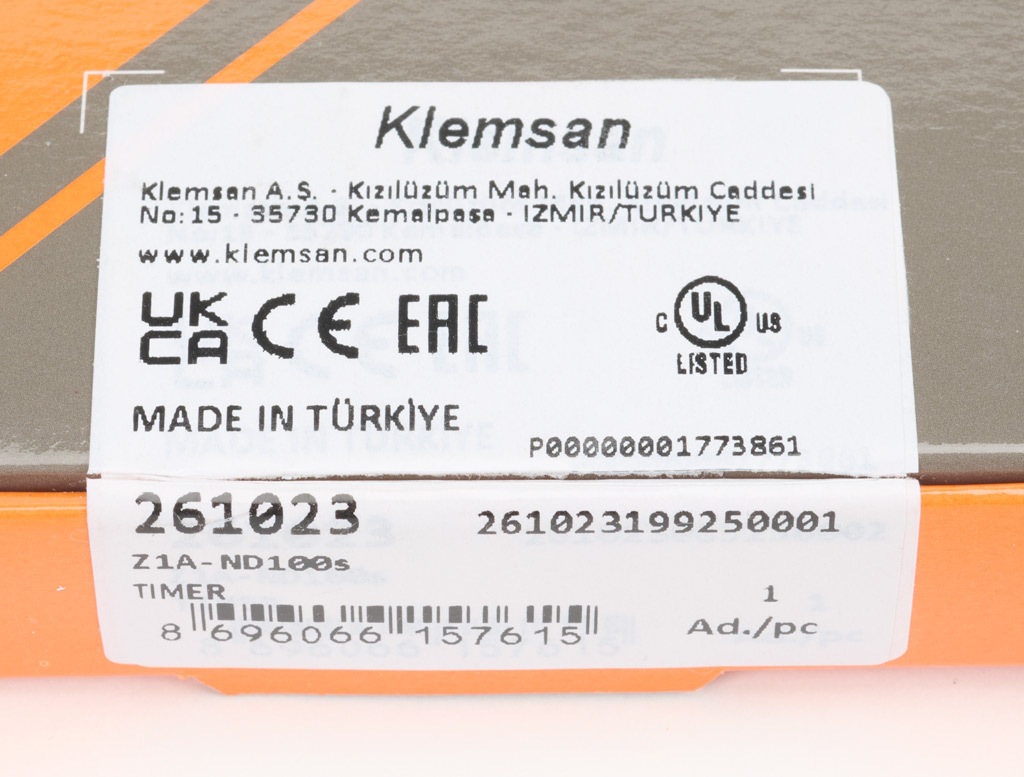 Klemsan
Klemsan A.Ş. · Kızılüzüm Mah. Kızılüzüm Caddesi
No:15 · 35730 Kemalpaşa · IZMIR/TURKIYE
www.klemsan.com
UK CA CE EAC
C UL US
LISTED
MADE IN TÜRKİYE
P00000001773861
261023
261023199250001
Z1A-ND100s
TIMER
1
8 696066 157615
Ad./pc